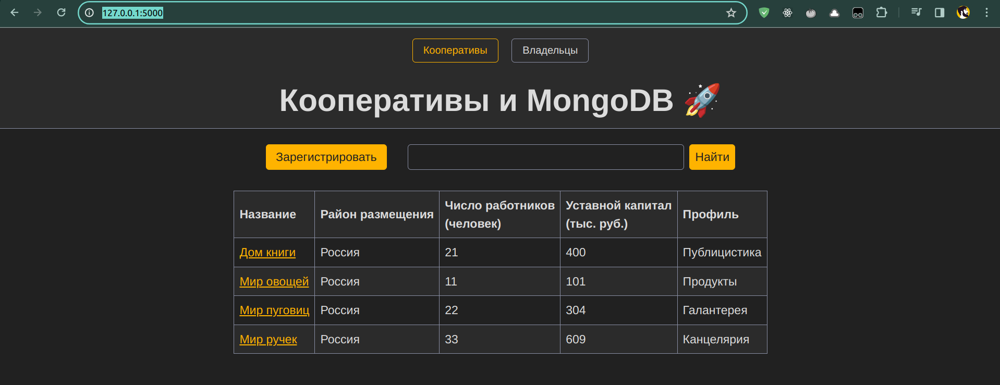 127.0.0.1:5000
Кооперативы Владельцы
Кооперативы и MongoDB 🚀
Зарегистрировать Найти
Название Район размещения Число работников (человек) Уставной капитал (тыс. руб.) Профиль
Дом книги Россия 21 400 Публицистика
Мир овощей Россия 11 101 Продукты
Мир пуговиц Россия 22 304 Галантерея
Мир ручек Россия 33 609 Канцелярия